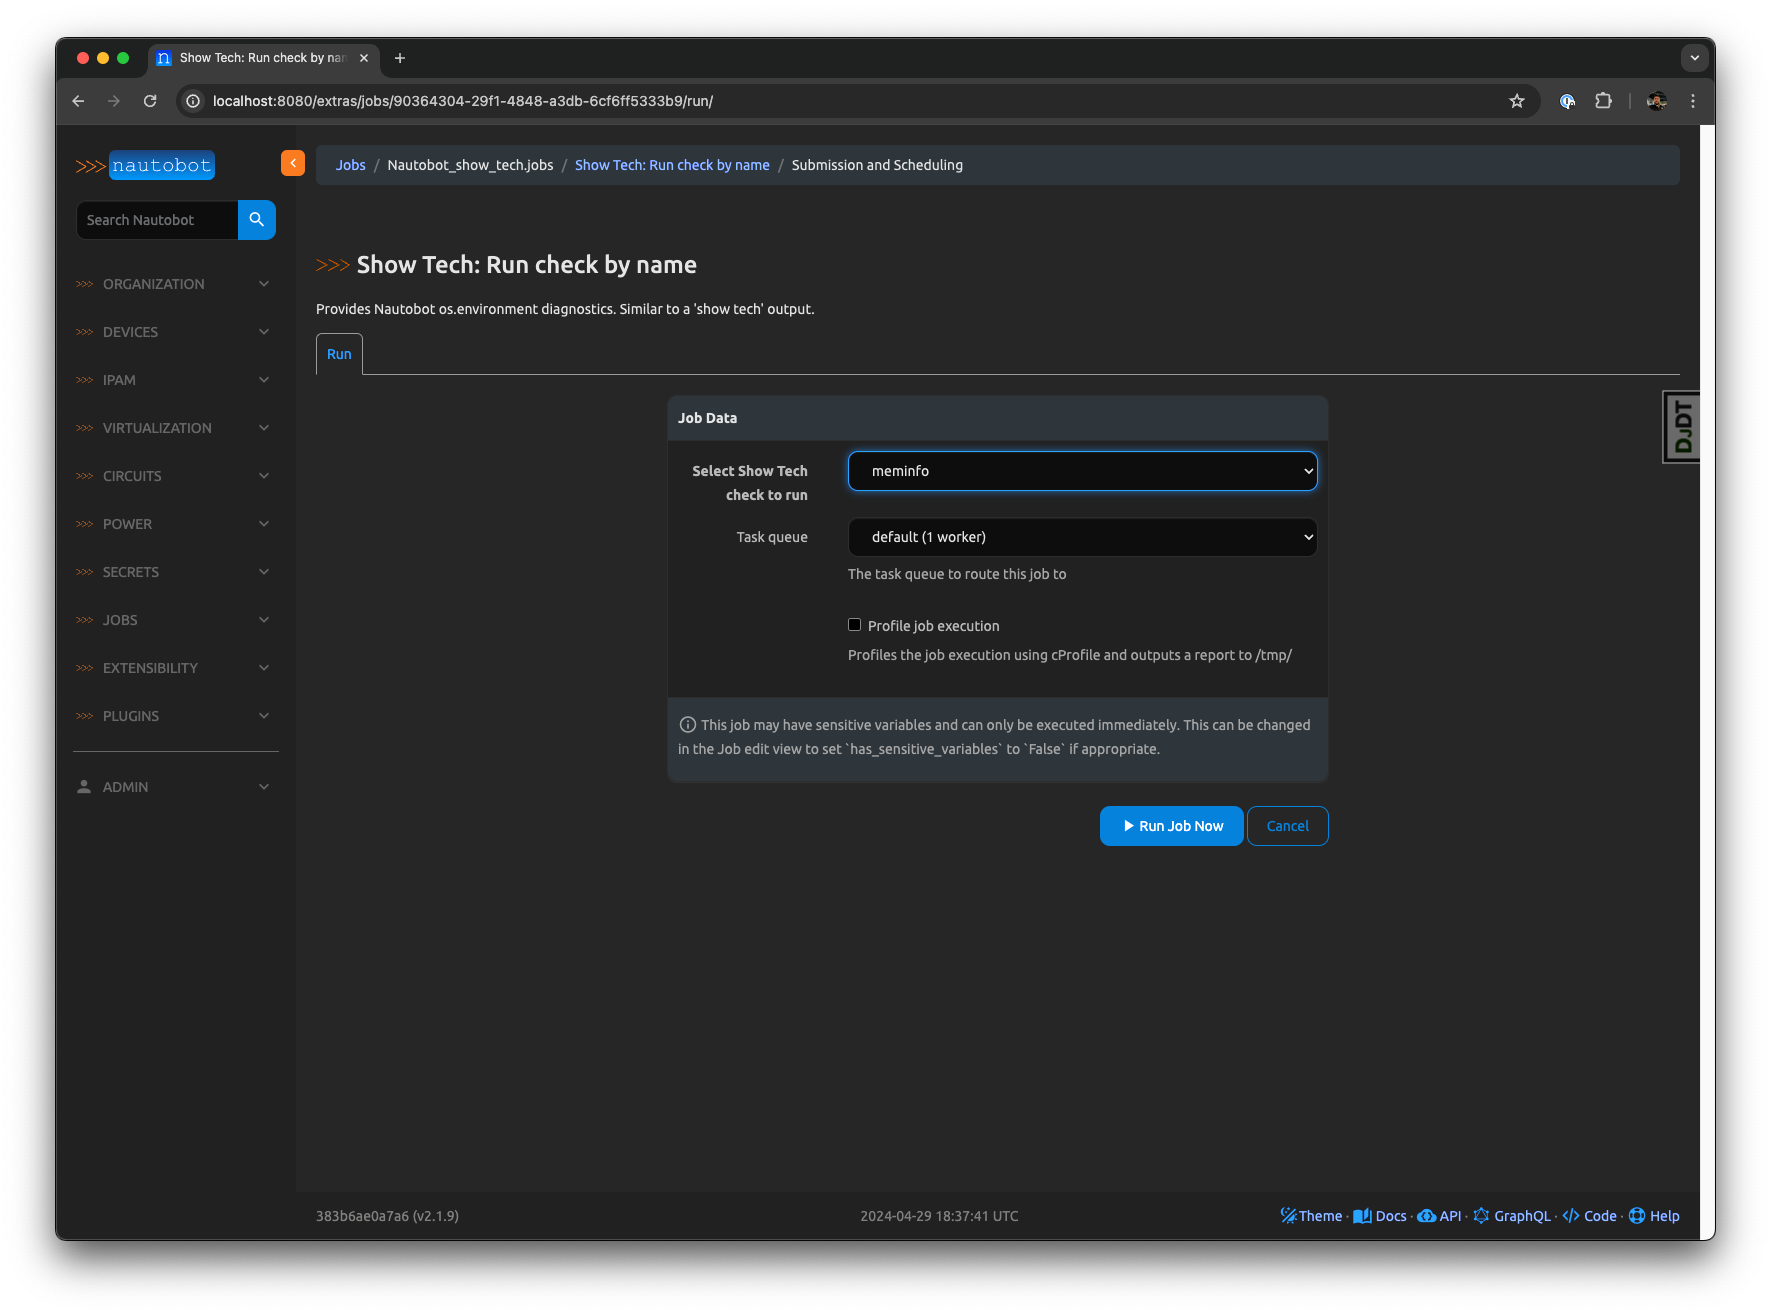 Show Tech: Run check by nam
localhost:8080/extras/jobs/90364304-29f1-4848-a3db-6cf6ff5333b9/run/
>>> nautobot
Search Nautobot
>>> ORGANIZATION
>>> DEVICES
>>> IPAM
>>> VIRTUALIZATION
>>> CIRCUITS
>>> POWER
>>> SECRETS
>>> JOBS
>>> EXTENSIBILITY
>>> PLUGINS
ADMIN
Jobs / Nautobot_show_tech.jobs / Show Tech: Run check by name / Submission and Scheduling
>>> Show Tech: Run check by name
Provides Nautobot os.environment diagnostics. Similar to a 'show tech' output.
Run
DJDT
Job Data
Select Show Tech
check to run
meminfo
Task queue
default (1 worker)
The task queue to route this job to
Profile job execution
Profiles the job execution using cProfile and outputs a report to /tmp/
This job may have sensitive variables and can only be executed immediately. This can be changed
in the Job edit view to set `has_sensitive_variables` to `False` if appropriate.
Run Job Now
Cancel
383b6ae0a7a6 (v2.1.9)
2024-04-29 18:37:41 UTC
Theme · Docs · API · GraphQL · Code · Help